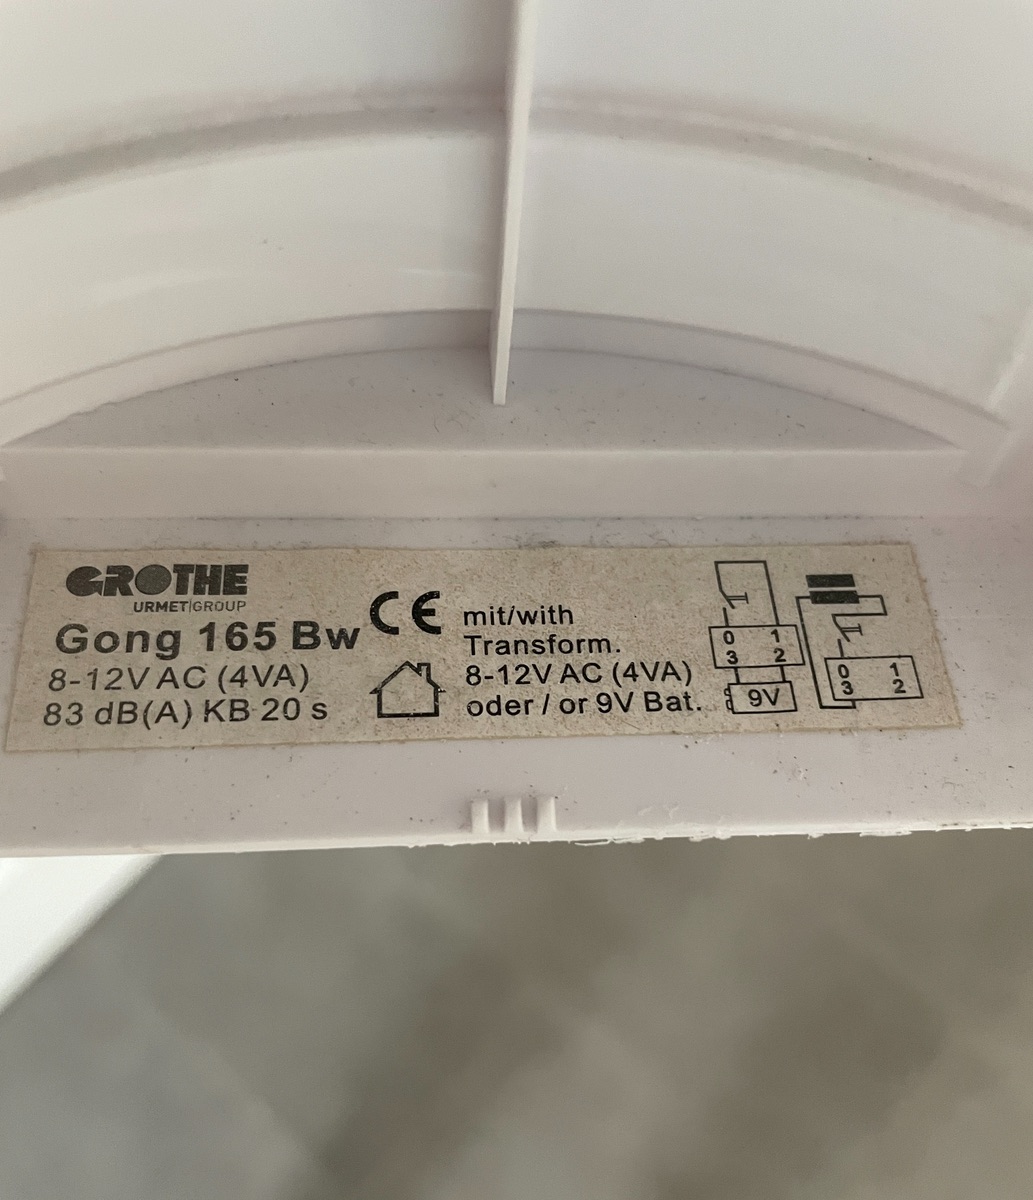 GROTHE
URMET|GROUP
Gong 165 Bw
8-12V AC (4VA)
83 dB(A) KB 20 s
CE
mit/with
Transform.
8-12V AC (4VA)
oder / or 9V Bat.
0 1
3 2
9V
0 1
3 2